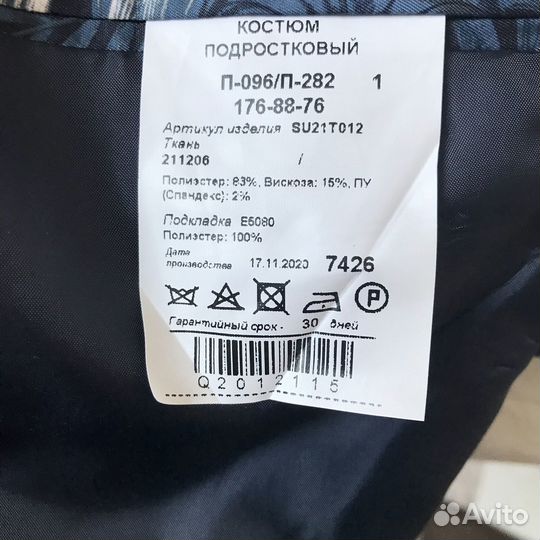 КОСТЮМ
ПОДРОСТКОВЫЙ
П-096/П-282 1
176-88-76
Артикул изделия SU21T012
Ткань
211206 /
Полиэстер: 83%, Вискоза: 15%, ПУ
(Спандекс): 2%
Подкладка E5080
Полиэстер: 100%
Дата
производства 17.11.2020 7426
P
Гарантийный срок - 30 дней
Q2012115
Avito